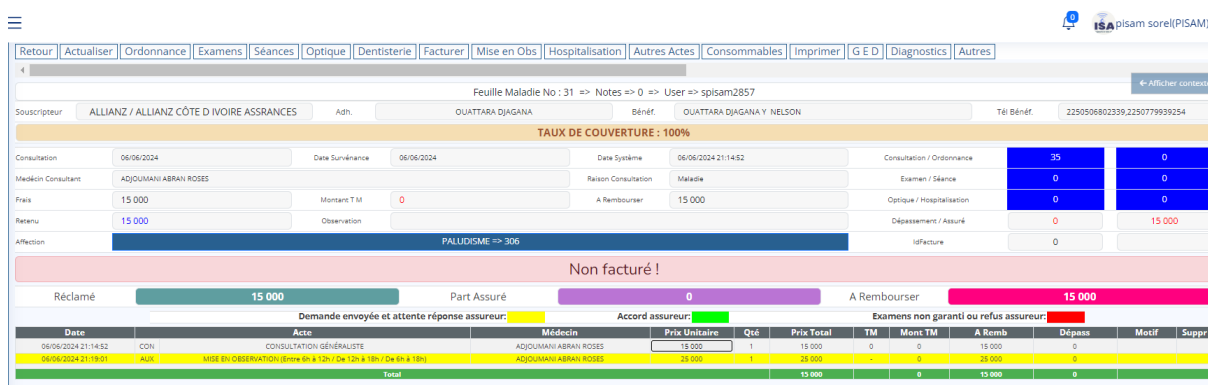 0
ISA pisam sorel(PISAM)
Retour Actualiser Ordonnance Examens Séances Optique Dentisterie Facturer Mise en Obs Hospitalisation Autres Actes Consommables Imprimer G E D Diagnostics Autres
Feuille Maladie No : 31 => Notes => 0 => User => spisam2857
← Afficher contexte
Souscripteur ALLIANZ / ALLIANZ CÔTE D IVOIRE ASSRANCES Adh. OUATTARA DJAGANA Bénéf. OUATTARA DJAGANA Y NELSON Tél Bénéf. 2250506802339,2250779939254
TAUX DE COUVERTURE : 100%
Consultation 06/06/2024 Date Survénance 06/06/2024 Date Système 06/06/2024 21:14:52 Consultation / Ordonnance 35 0
Medécin Consultant ADJOUMANI ABRAN ROSES Raison Consultation Maladie Examen / Séance 0 0
Frais 15 000 Montant T M 0 A Rembourser 15 000 Optique / Hospitalisation 0 0
Retenu 15 000 Observation Dépassement / Assuré 0 15 000
Affection PALUDISME => 306 IdFacture 0
Non facturé !
Réclamé 15 000 Part Assuré 0 A Rembourser 15 000
Demande envoyée et attente réponse assureur: Accord assureur: Examens non garanti ou refus assureur:
Date Acte Médecin Prix Unitaire Qté Prix Total TM Mont TM A Remb Dépass Motif Suppr
06/06/2024 21:14:52 CON CONSULTATION GÉNÉRALISTE ADJOUMANI ABRAN ROSES 15 000 1 15 000 0 0 15 000 0
06/06/2024 21:19:01 AUX MISE EN OBSERVATION (Entre 6h à 12h / De 12h à 18h / De 6h à 18h) ADJOUMANI ABRAN ROSES 25 000 1 25 000 - 0 25 000 0
Total 15 000 0 15 000 0